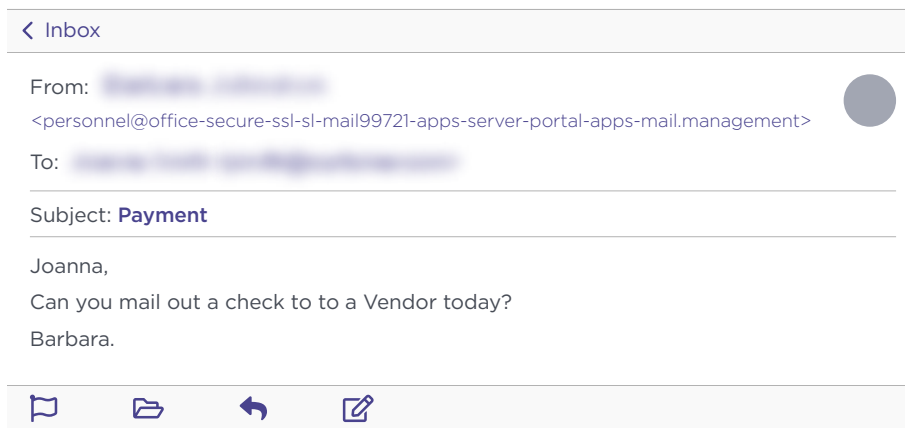 Inbox
From:
<personnel@office-secure-ssl-sl-mail99721-apps-server-portal-apps-mail.management>
To:
Subject: Payment
Joanna,
Can you mail out a check to to a Vendor today?
Barbara.